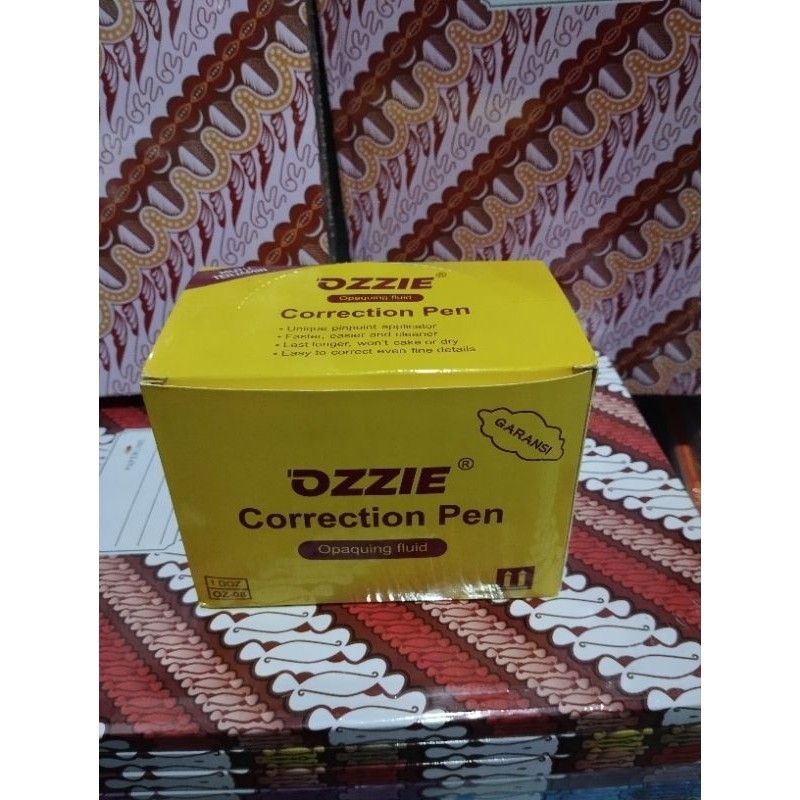 TERJAMIN
OZZIE®
Opaquing fluid
Correction Pen
• Unique pinpoint applicator
• Faster, easier and cleaner
• Last longer, won't cake or dry
• Easy to correct even fine details
GARANSI
OZZIE®
Correction Pen
Opaquing fluid
1 DOZ
OZ-08